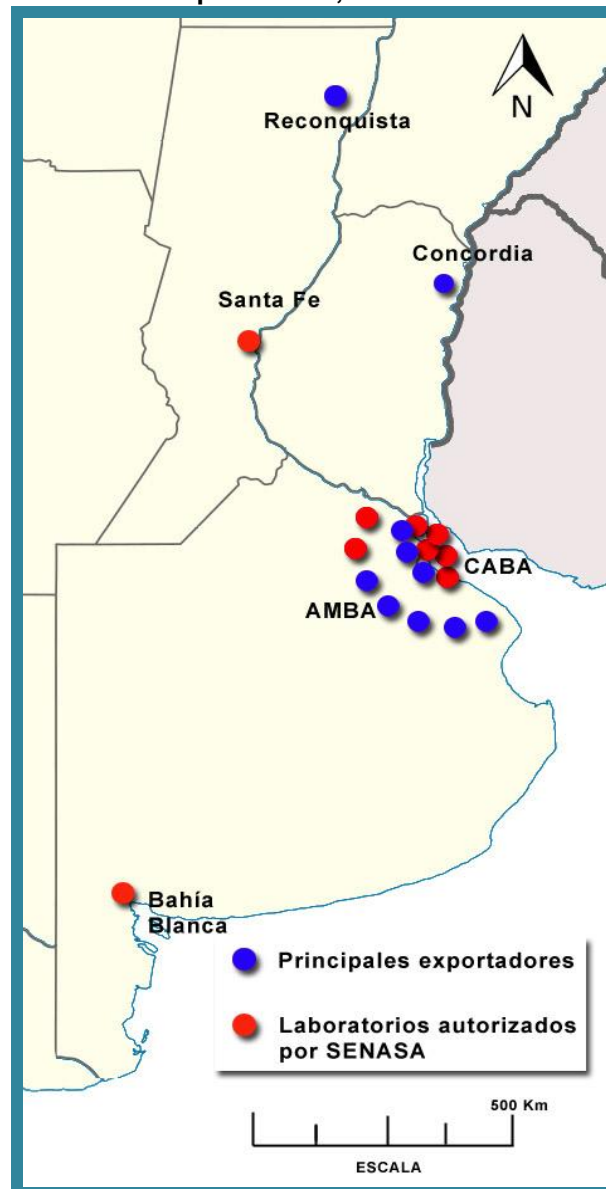 N
Reconquista
Concordia
Santa Fe
CABA
AMBA
Bahía
Blanca
Principales exportadores
Laboratorios autorizados
por SENASA
500 Km
ESCALA